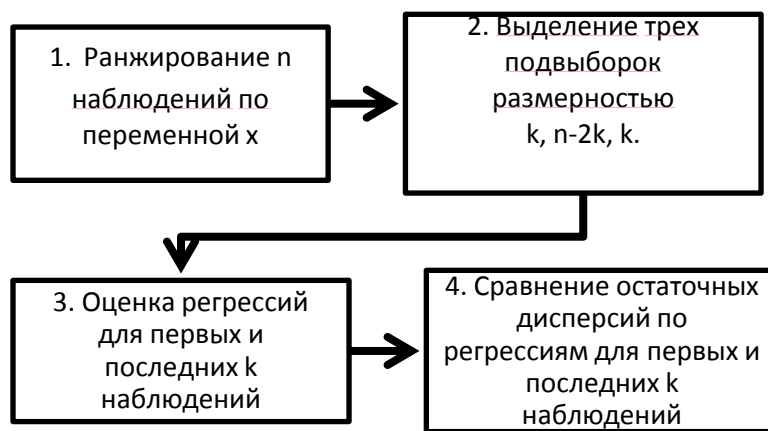 1. Ранжирование n
наблюдений по
переменной x
2. Выделение трех
подвыборок
размерностью
k, n-2k, k.
3. Оценка регрессий
для первых и
последних k
наблюдений
4. Сравнение остаточных
дисперсий по
регрессиям для первых и
последних k
наблюдений